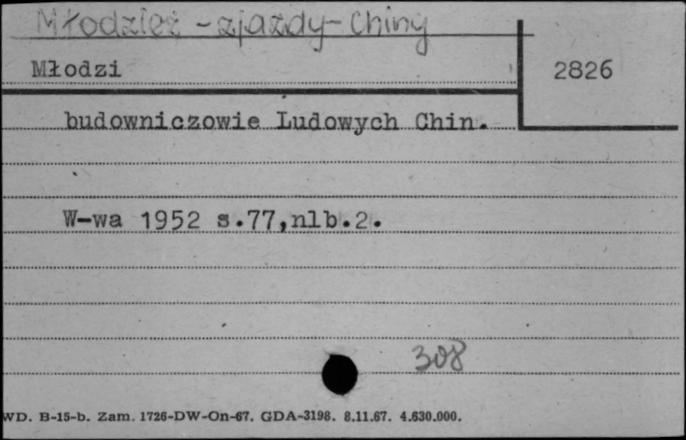 Młodzież - zjazdy - Chiny
Młodzi
2826
budowniczowie Ludowych Chin.
W-wa 1952 s.77,nlb.2.
308
WD. B-15-b. Zam. 1726-DW-On-67. GDA-3198. 8.11.67. 4.630.000.